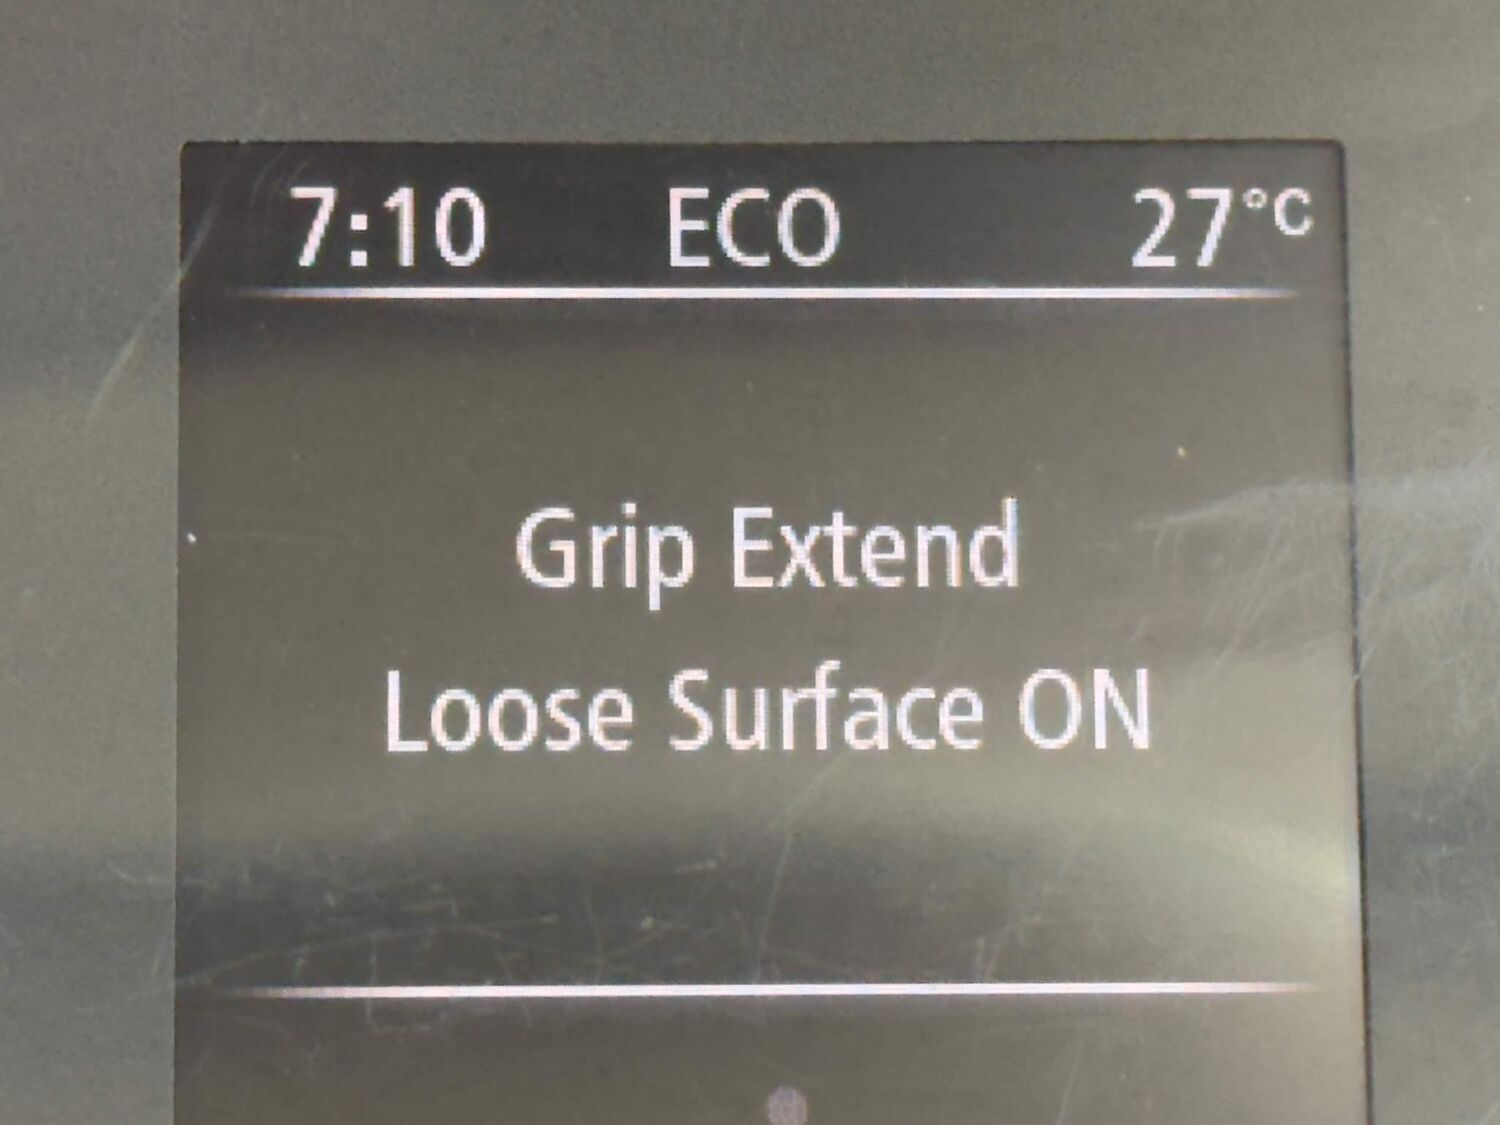 7:10 ECO 27°C
Grip Extend
Loose Surface ON